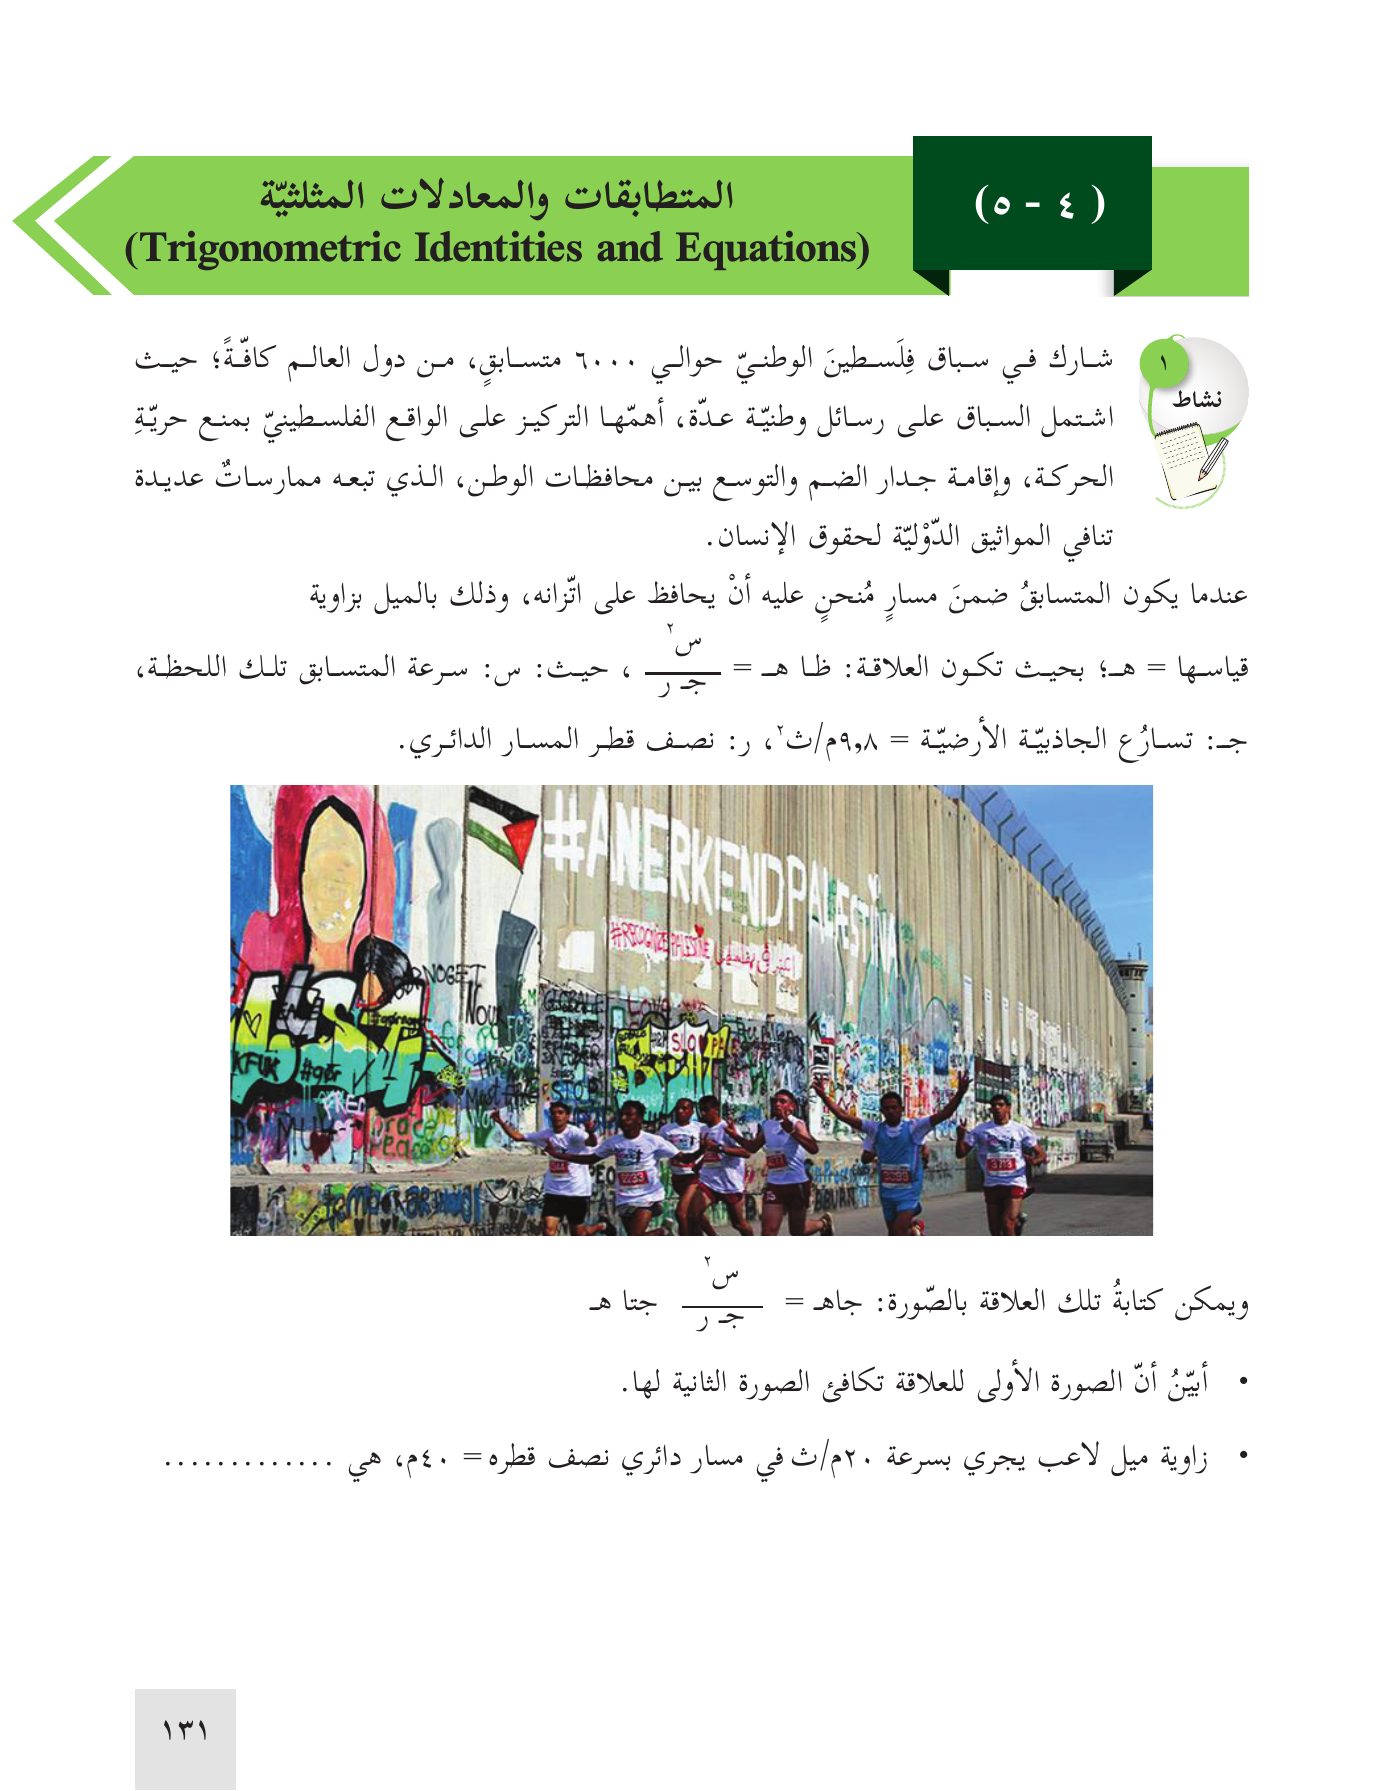 (٤ - ٥)
المتطابقات والمعادلات المثلثيّة
(Trigonometric Identities and Equations)
١
نشاط
شارك في سباق فِلَسطينَ الوطنيّ حوالي ٦٠٠٠ متسابقٍ، من دول العالم كافّةً؛ حيث
اشتمل السباق على رسائل وطنيّة عدّة، أهمّها التركيز على الواقع الفلسطينيّ بمنع حريّةِ
الحركة، وإقامة جدار الضم والتوسع بين محافظات الوطن، الذي تبعه ممارساتٌ عديدة
تنافي المواثيق الدّوْليّة لحقوق الإنسان.
عندما يكون المتسابقُ ضمنَ مسارٍ مُنحنٍ عليه أنْ يحافظ على اتّزانه، وذلك بالميل بزاوية
قياسها = هـ؛ بحيث تكون العلاقة: ظا هـ = س٢ / جـ ر ، حيث: س: سرعة المتسابق تلك اللحظة،
جـ: تسارُع الجاذبيّة الأرضيّة = ٩,٨م/ث٢، ر: نصف قطر المسار الدائري.
#ANERKENDPALÆSTINA
#RECOGNIZEPALESTINE
ويمكن كتابةُ تلك العلاقة بالصّورة: جاهـ = س٢ / جـ ر جتا هـ
• أبيّنُ أنّ الصورة الأولى للعلاقة تكافئ الصورة الثانية لها.
• زاوية ميل لاعب يجري بسرعة ٢٠م/ث في مسار دائري نصف قطره = ٤٠م، هي .............
١٣١